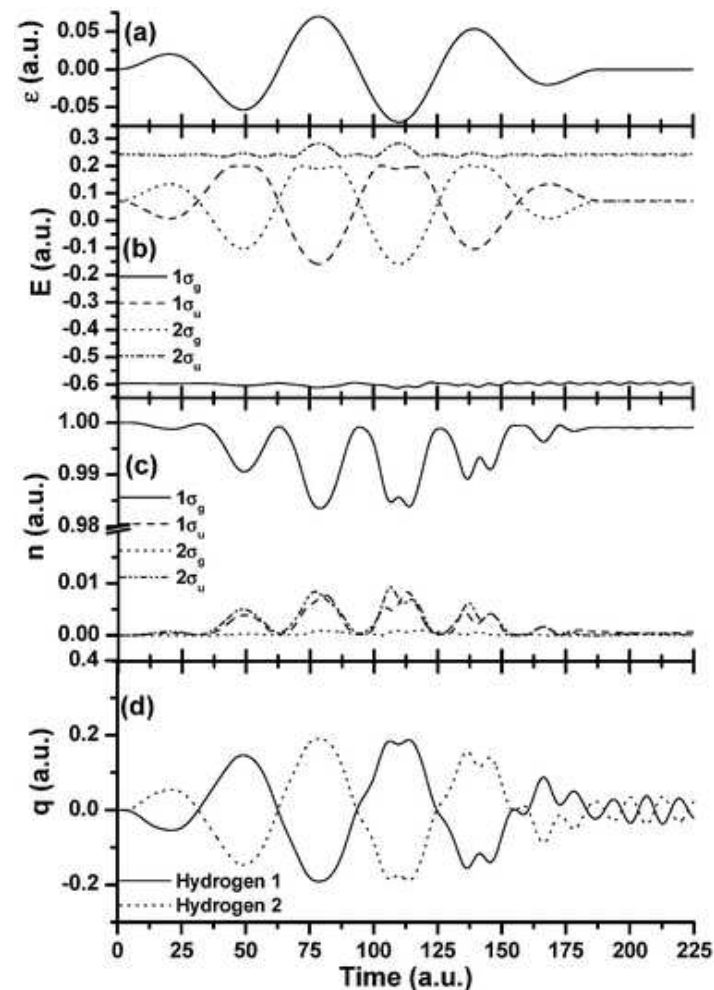 (a)
ε (a.u.)
0.05
0.00
-0.05
(b)
E (a.u.)
0.3
0.2
0.1
0.0
-0.1
-0.2
-0.3
-0.4
-0.5
-0.6
1σg
1σu
2σg
2σu
(c)
n (a.u.)
1.00
0.99
0.98
0.01
0.00
1σg
1σu
2σg
2σu
(d)
q (a.u.)
0.4
0.2
0.0
-0.2
Hydrogen 1
Hydrogen 2
0 25 50 75 100 125 150 175 200 225
Time (a.u.)